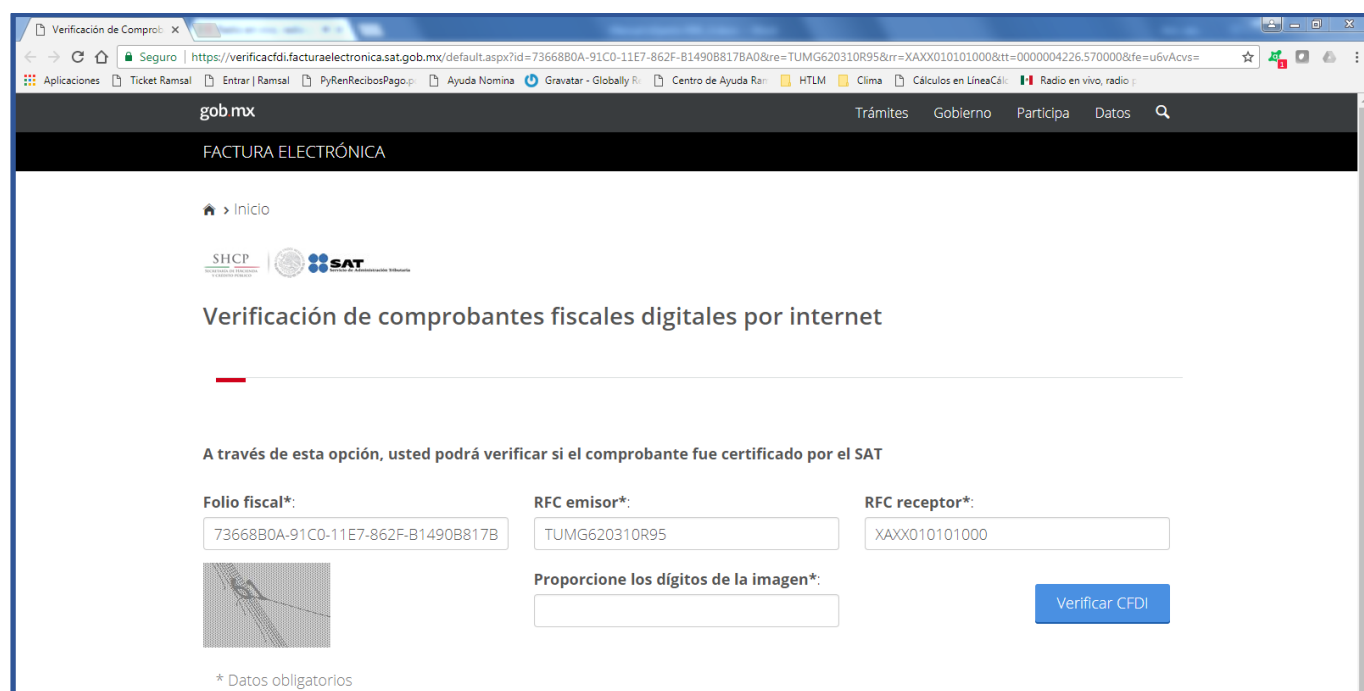 Verificación de Comprob
Seguro https://verificacfdi.facturaelectronica.sat.gob.mx/default.aspx?id=73668B0A-91C0-11E7-862F-B1490B817BA0&re=TUMG620310R95&rr=XAXX010101000&tt=0000004226.570000&fe=u6vAcvs=
Aplicaciones Ticket Ramsal Entrar | Ramsal PyRenRecibosPago.p Ayuda Nomina Gravatar - Globally Re Centro de Ayuda Ram HTLM Clima Cálculos en LíneaCálc Radio en vivo, radio p
gob mx Trámites Gobierno Participa Datos
FACTURA ELECTRÓNICA
> Inicio
SHCP SAT
Verificación de comprobantes fiscales digitales por internet
A través de esta opción, usted podrá verificar si el comprobante fue certificado por el SAT
Folio fiscal*: RFC emisor*: RFC receptor*:
73668B0A-91C0-11E7-862F-B1490B817B TUMG620310R95 XAXX010101000
Proporcione los dígitos de la imagen*:
Verificar CFDI
* Datos obligatorios